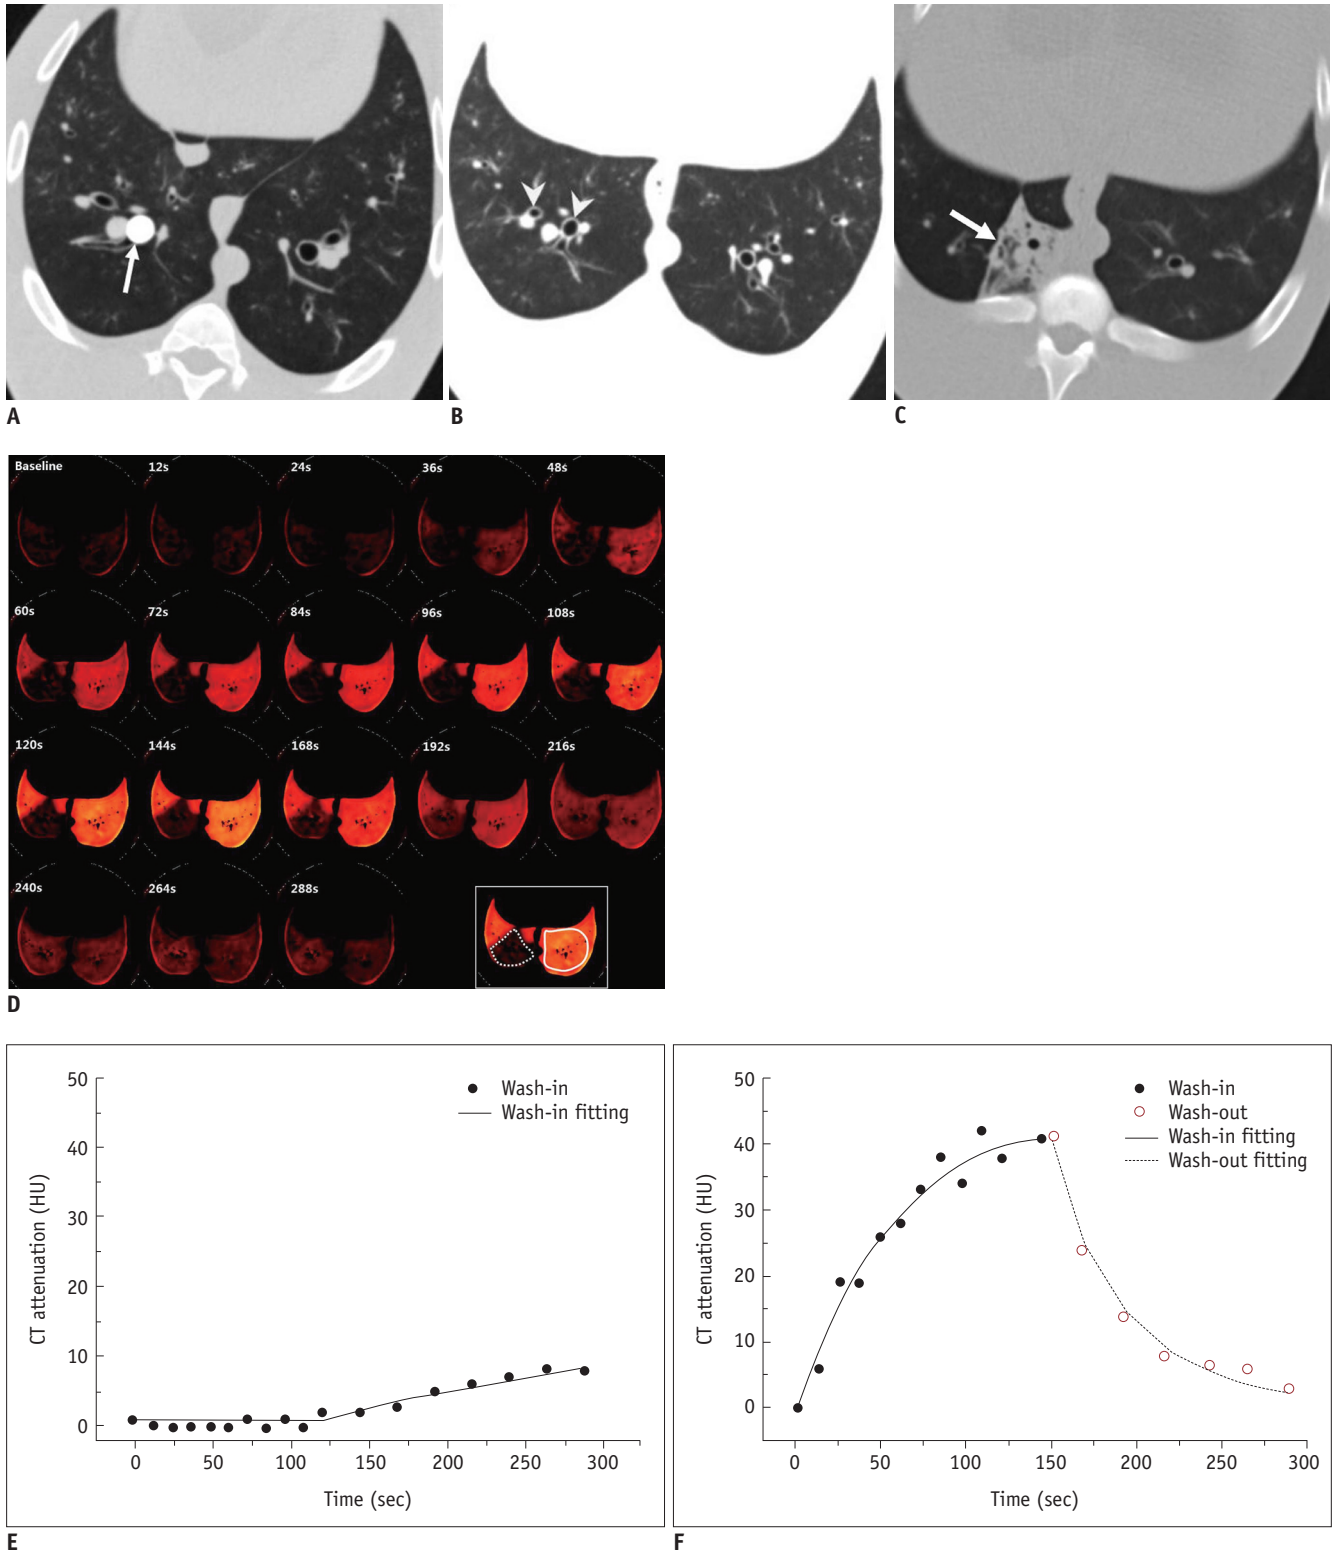 A
B
C
Baseline 12s 24s 36s 48s
60s 72s 84s 96s 108s
120s 144s 168s 192s 216s
240s 264s 288s
D
50
40
30
20
10
0
CT attenuation (HU)
Wash-in
Wash-in fitting
0 50 100 150 200 250 300
Time (sec)
E
50
40
30
20
10
0
CT attenuation (HU)
Wash-in
Wash-out
Wash-in fitting
Wash-out fitting
0 50 100 150 200 250 300
Time (sec)
F